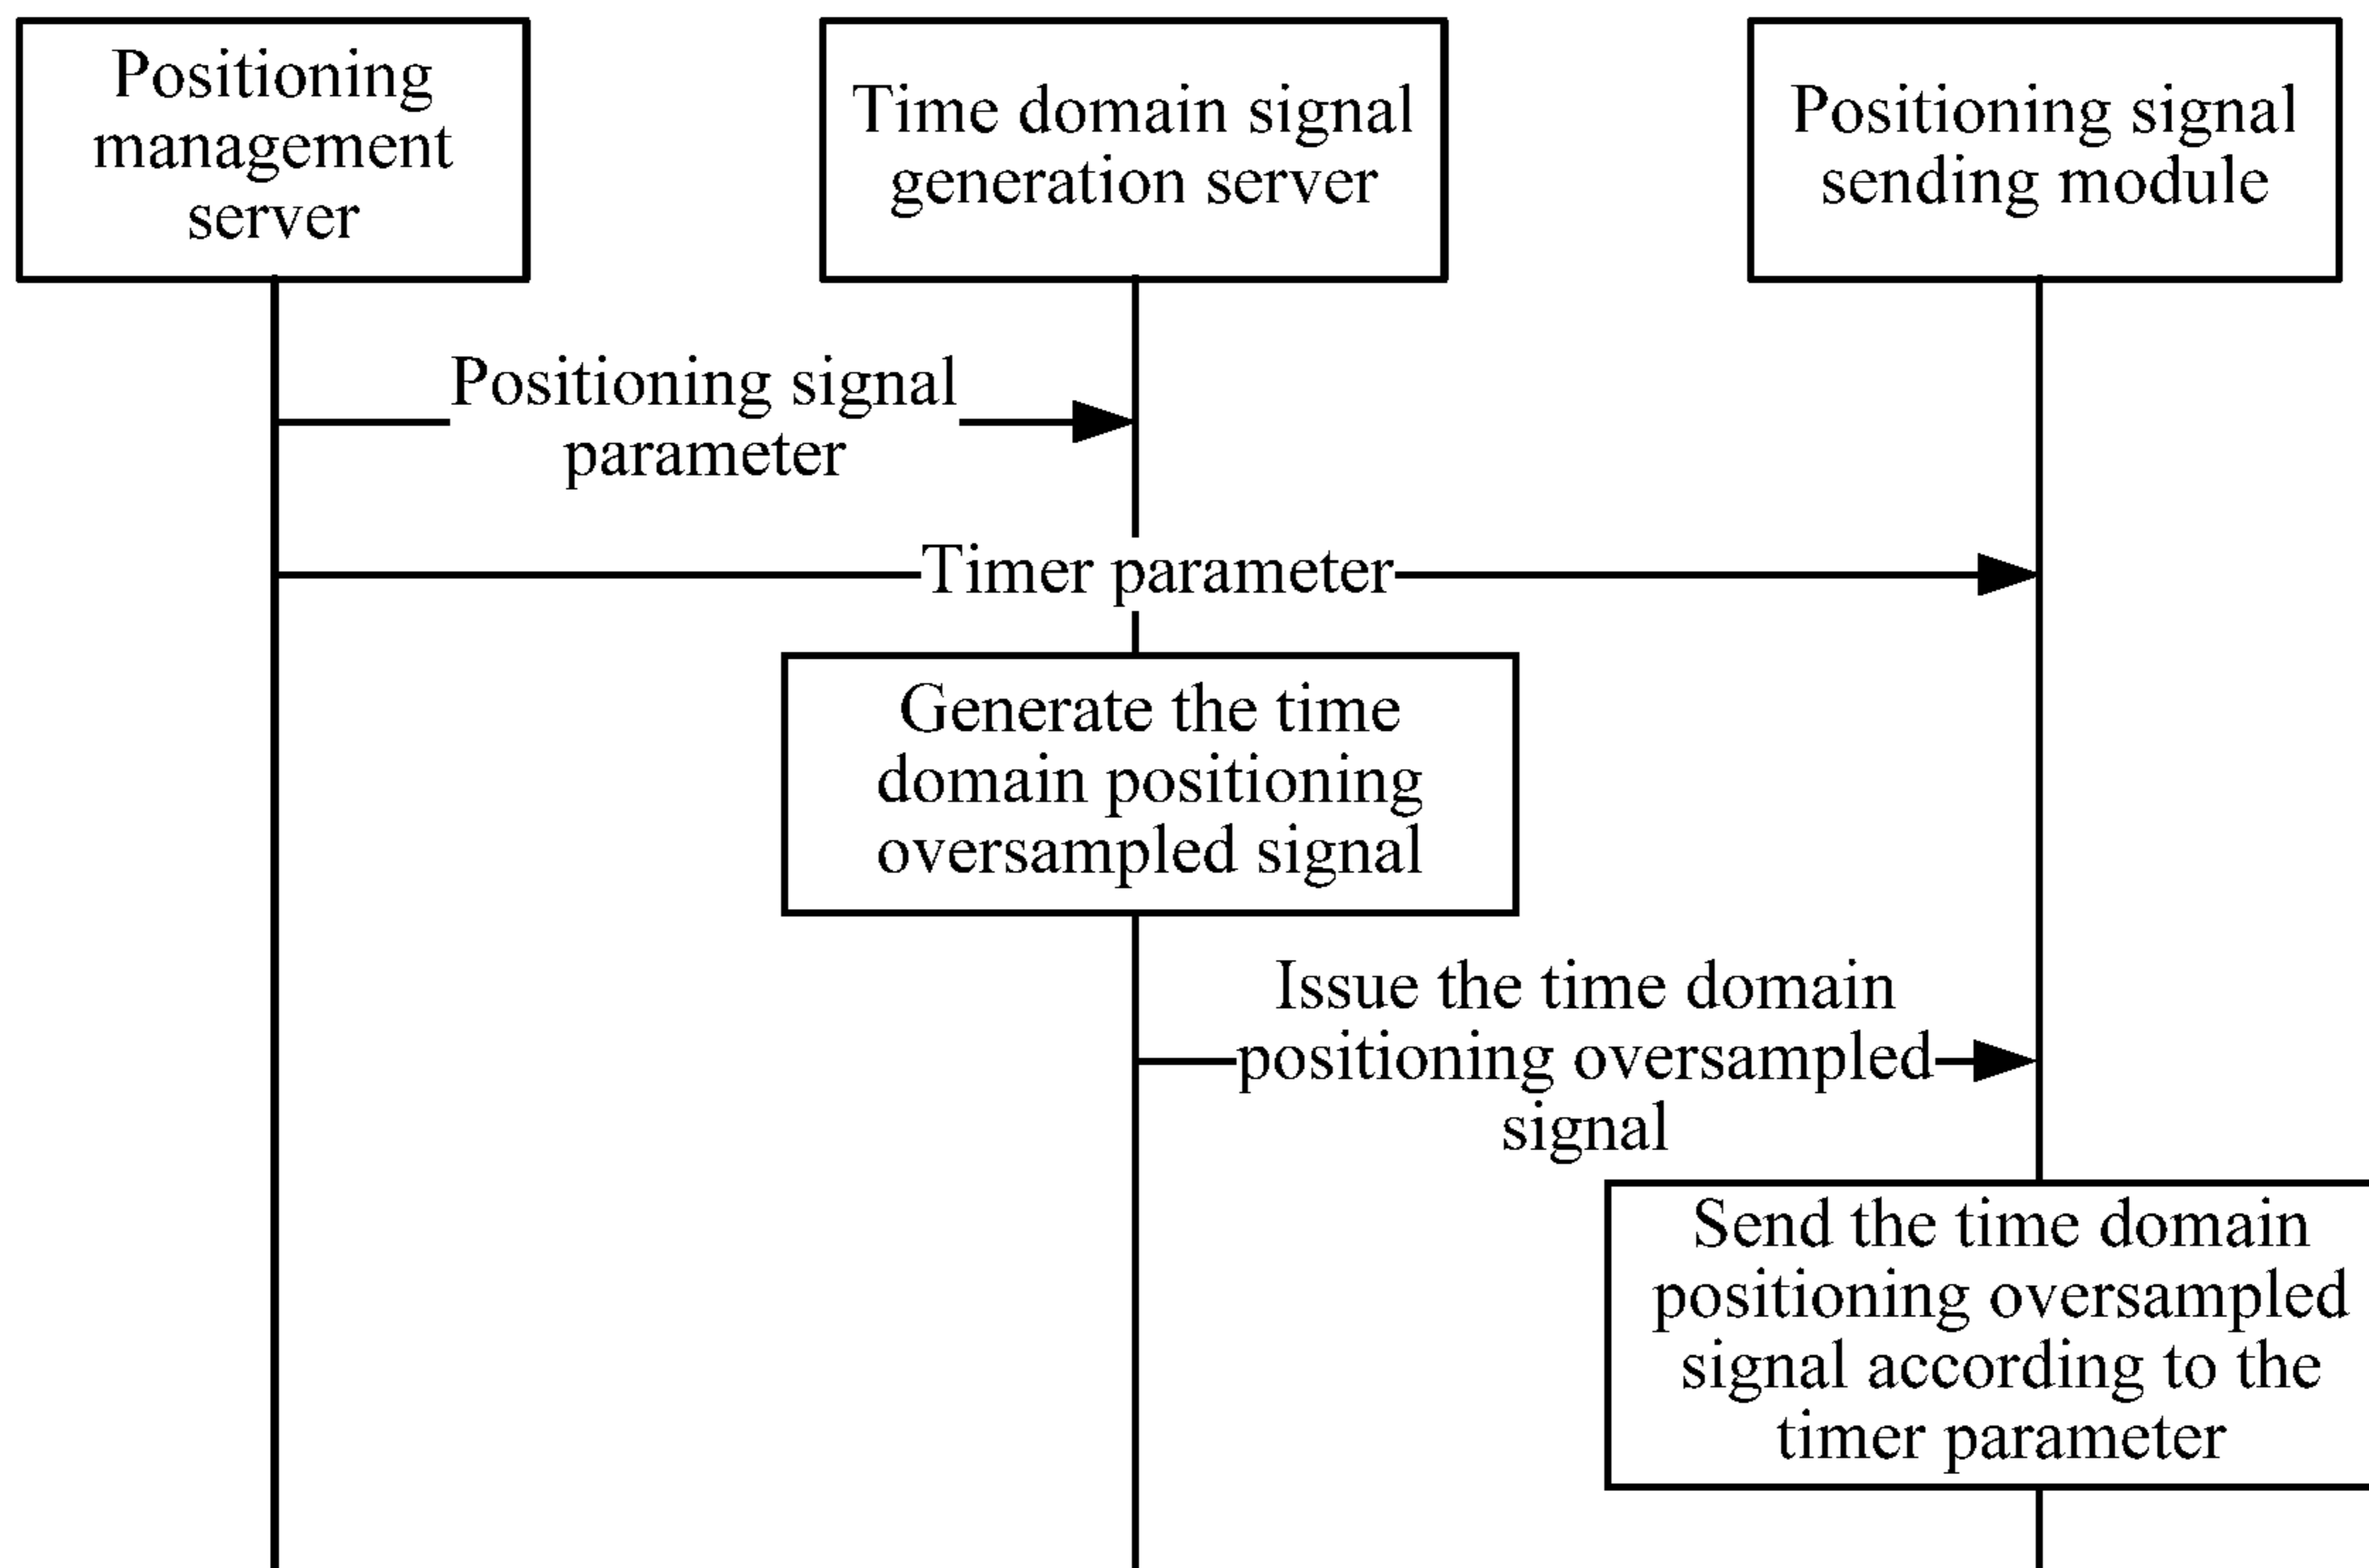 Positioning
management
server
Time domain signal
generation server
Positioning signal
sending module
Positioning signal
parameter
Timer parameter
Generate the time
domain positioning
oversampled signal
Issue the time domain
positioning oversampled
signal
Send the time domain
positioning oversampled
signal according to the
timer parameter